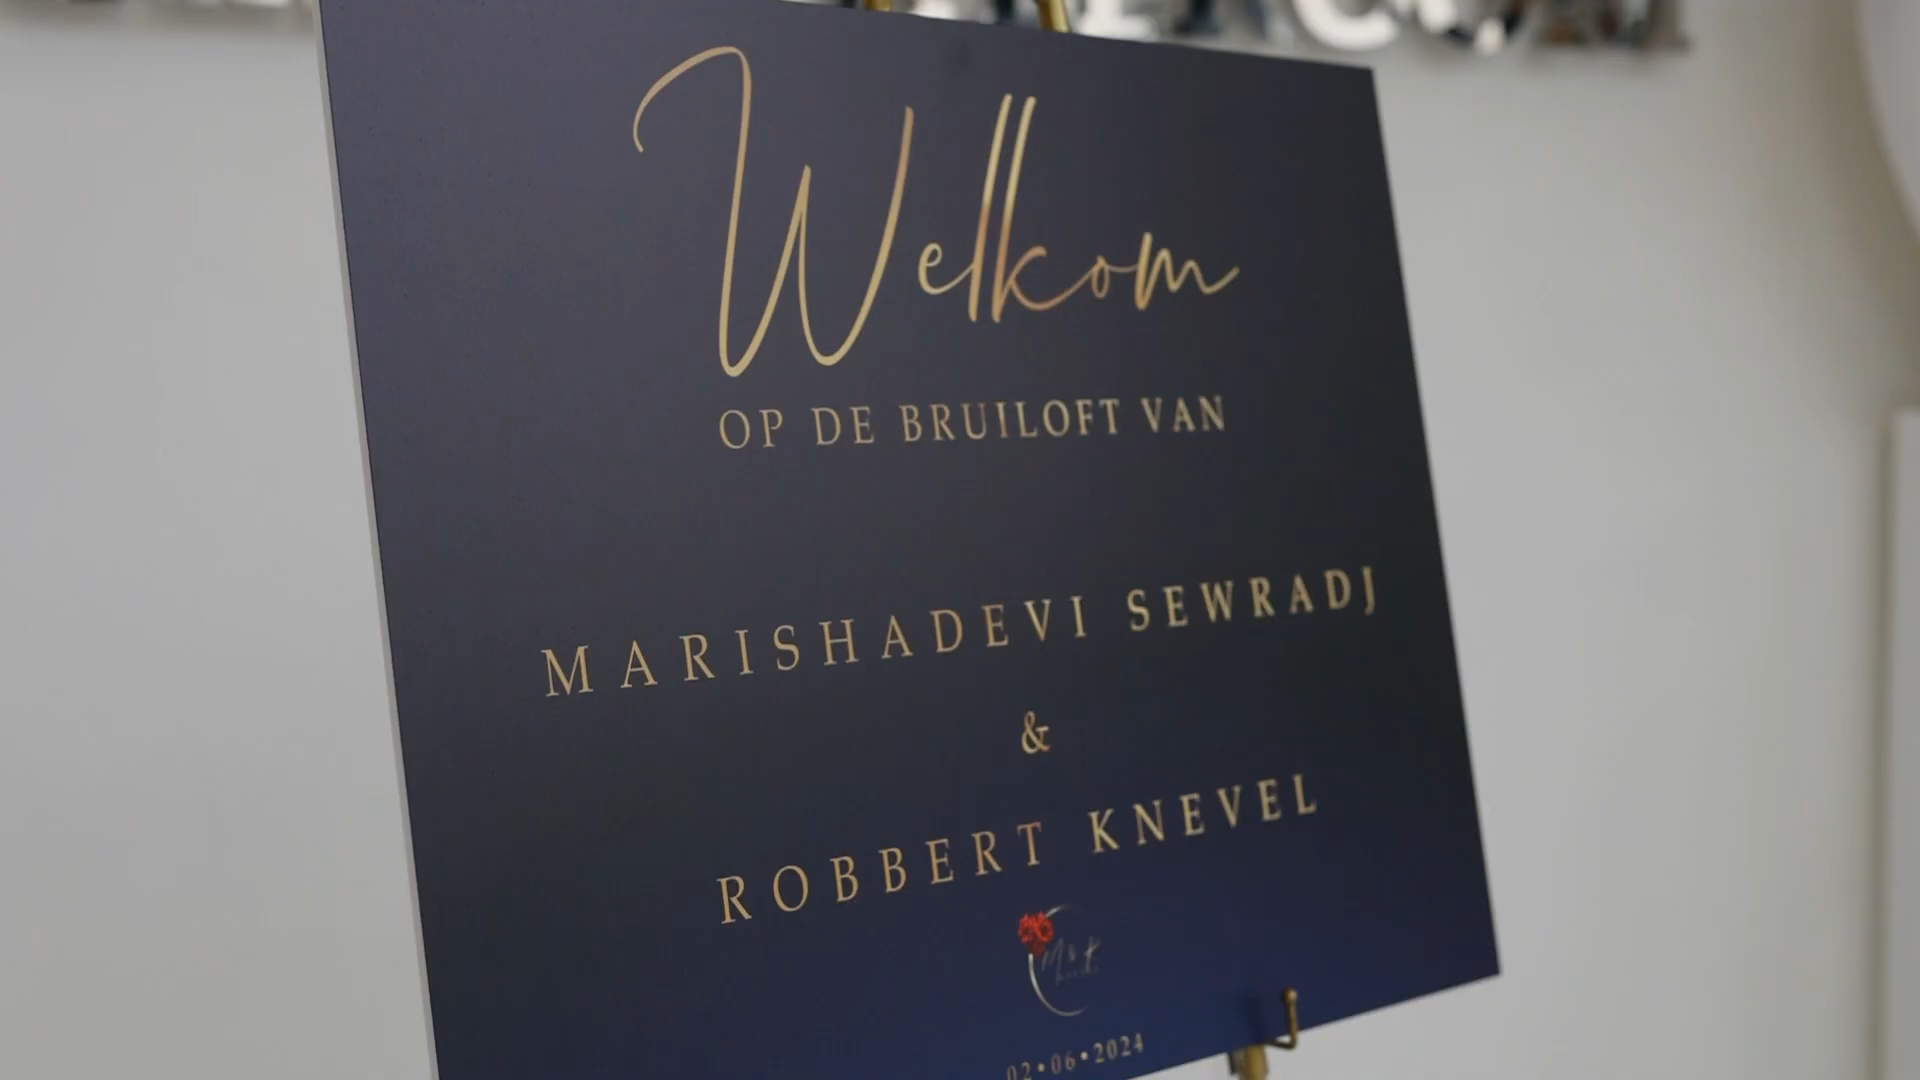 Welkom
OP DE BRUILOFT VAN
MARISHADEVI SEWRADJ
&
ROBBERT KNEVEL
02•06•2024